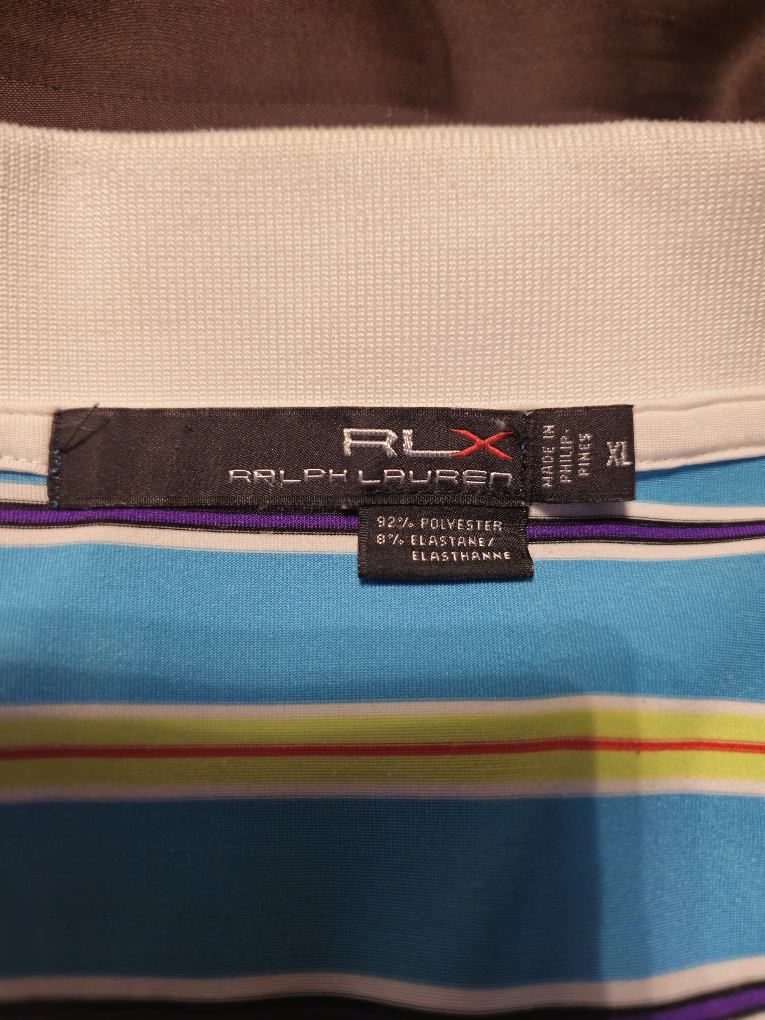 RLX
RALPH LAUREN
MADE IN
PHILIP-
PINES
XL
92% POLYESTER
8% ELASTANE/
ELASTHANNE